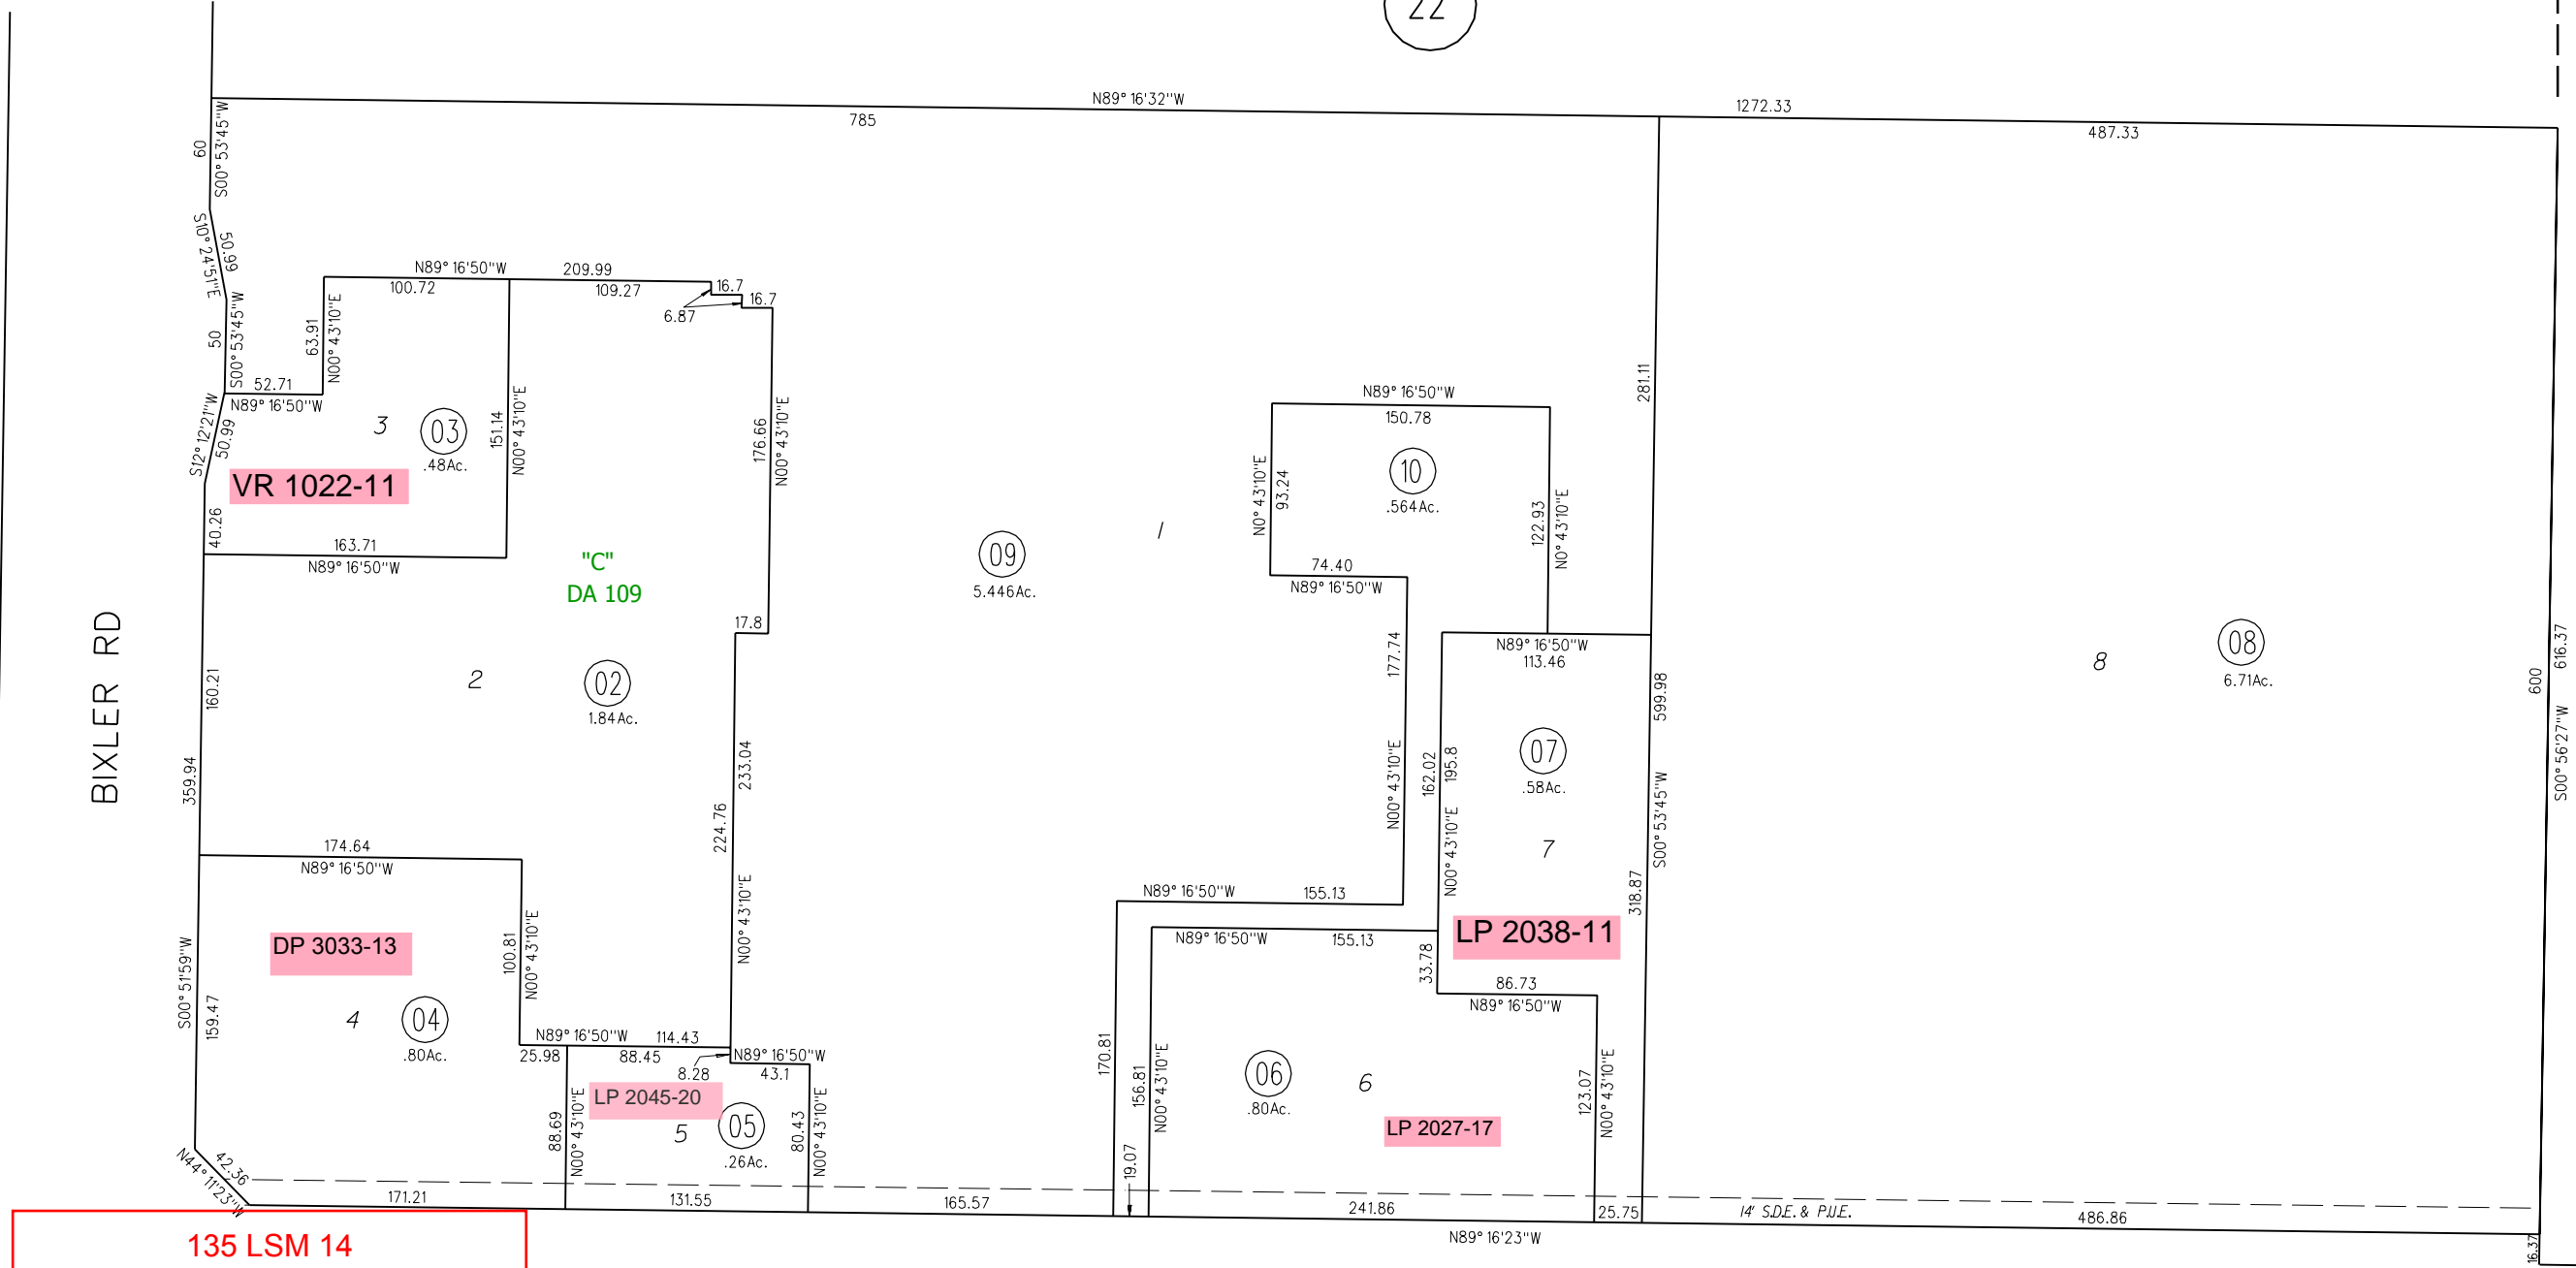 22
N89° 16'32"W
1272.33
785
487.33
60
S00° 53'45"W
S10° 24'51"E
50.99
50
S00° 53'45"W
N89° 16'50"W
209.99
100.72
109.27
16.7
16.7
6.87
63.91
N00° 43'10"E
52.71
N89° 16'50"W
S12° 12'21"W
50.99
3
03
.48Ac.
151.14
N00° 43'10"E
VR 1022-11
40.26
163.71
N89° 16'50"W
176.66
N00° 43'10"E
"C"
DA 109
17.8
BIXLER RD
160.21
359.94
2
02
1.84Ac.
233.04
224.76
N00° 43'10"E
09
5.446Ac.
1
N89° 16'50"W
150.78
N0° 43'10"E
93.24
10
.564Ac.
122.93
N0° 43'10"E
74.40
N89° 16'50"W
281.11
177.74
N00° 43'10"E
N89° 16'50"W
113.46
162.02
195.8
N00° 43'10"E
07
.58Ac.
7
599.98
S00° 53'45"W
318.87
LP 2038-11
8
08
6.71Ac.
600
616.37
S00° 56'27"W
174.64
N89° 16'50"W
DP 3033-13
100.81
N00° 43'10"E
S00° 51'59"W
159.47
4
04
.80Ac.
N89° 16'50"W
114.43
25.98
88.45
8.28
N89° 16'50"W
43.1
88.69
N00° 43'10"E
LP 2045-20
5
05
.26Ac.
80.43
N00° 43'10"E
N89° 16'50"W
155.13
N89° 16'50"W
155.13
33.78
86.73
N89° 16'50"W
170.81
156.81
N00° 43'10"E
19.07
06
.80Ac.
6
LP 2027-17
123.07
N00° 43'10"E
N44° 11'23"W
42.36
171.21
131.55
165.57
241.86
25.75
14' S.D.E. & P.U.E.
486.86
N89° 16'23"W
16.37
135 LSM 14